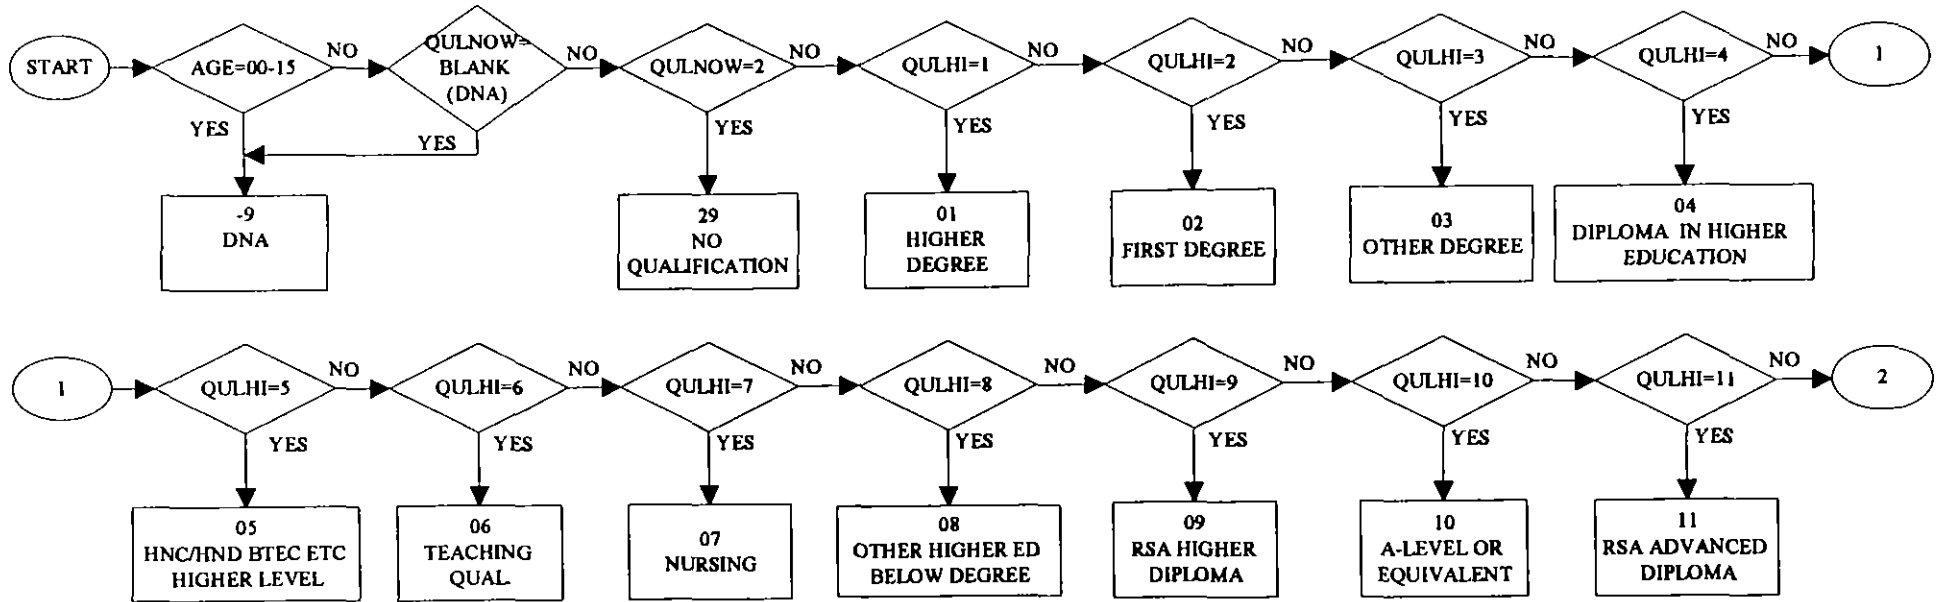 START
AGE=00-15
NO
QULNOW=
BLANK
(DNA)
NO
QULNOW=2
NO
QULHI=1
NO
QULHI=2
NO
QULHI=3
NO
QULHI=4
NO
1
YES
YES
YES
YES
YES
YES
YES
-9
DNA
29
NO
QUALIFICATION
01
HIGHER
DEGREE
02
FIRST DEGREE
03
OTHER DEGREE
04
DIPLOMA IN HIGHER
EDUCATION
1
QULHI=5
NO
QULHI=6
NO
QULHI=7
NO
QULHI=8
NO
QULHI=9
NO
QULHI=10
NO
QULHI=11
NO
2
YES
YES
YES
YES
YES
YES
YES
05
HNC/HND BTEC ETC
HIGHER LEVEL
06
TEACHING
QUAL
07
NURSING
08
OTHER HIGHER ED
BELOW DEGREE
09
RSA HIGHER
DIPLOMA
10
A-LEVEL OR
EQUIVALENT
11
RSA ADVANCED
DIPLOMA